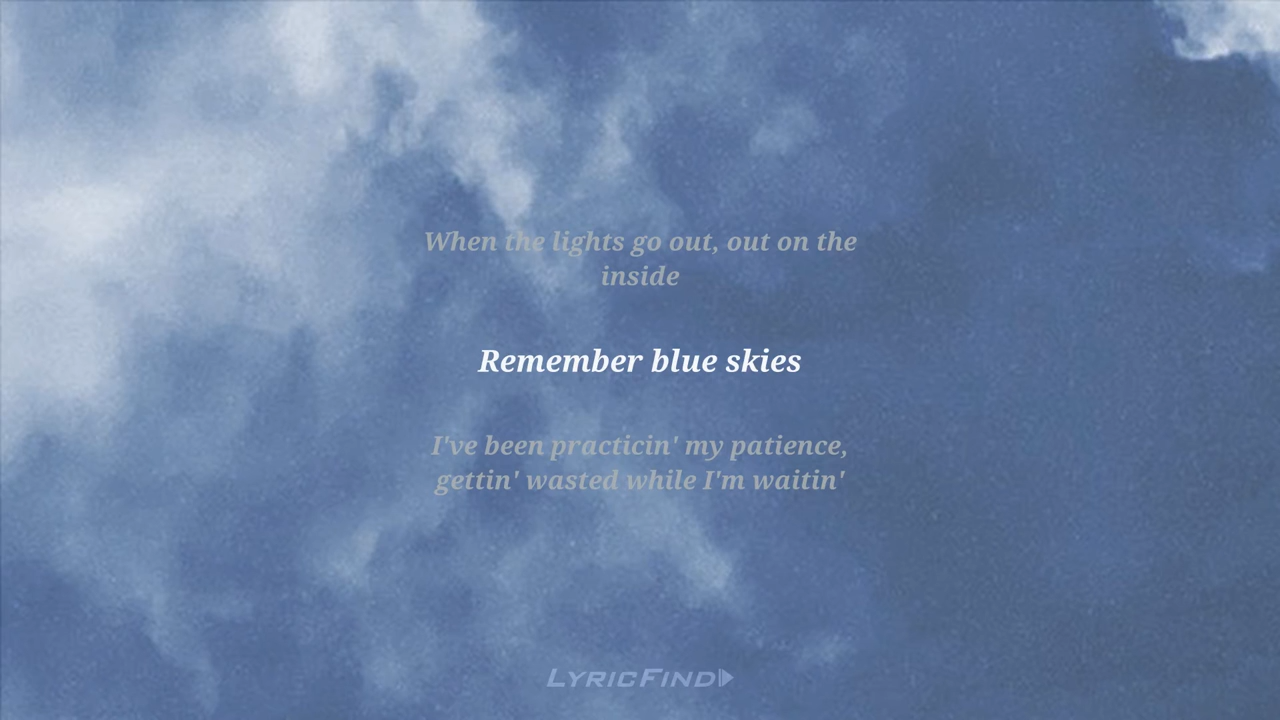 When the lights go out, out on the
inside
Remember blue skies
I've been practicin' my patience,
gettin' wasted while I'm waitin'
LYRICFIND